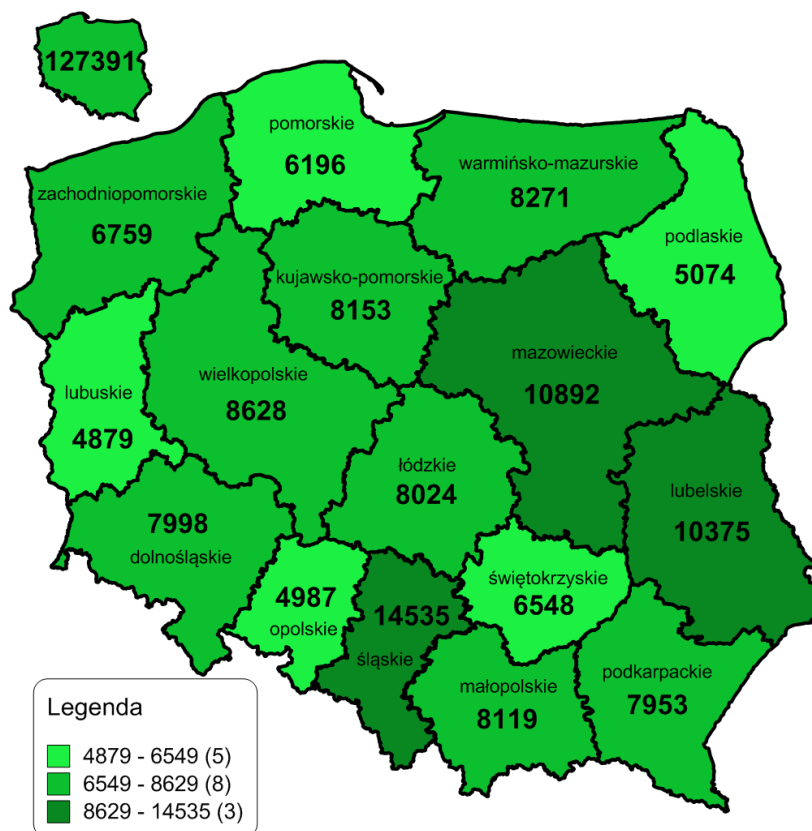 127391
pomorskie
6196
warmińsko-mazurskie
8271
zachodniopomorskie
6759
podlaskie
5074
kujawsko-pomorskie
8153
mazowieckie
10892
lubuskie
4879
wielkopolskie
8628
łódzkie
8024
lubelskie
10375
7998
dolnośląskie
4987
opolskie
14535
śląskie
świętokrzyskie
6548
małopolskie
8119
podkarpackie
7953
Legenda
4879 - 6549 (5)
6549 - 8629 (8)
8629 - 14535 (3)